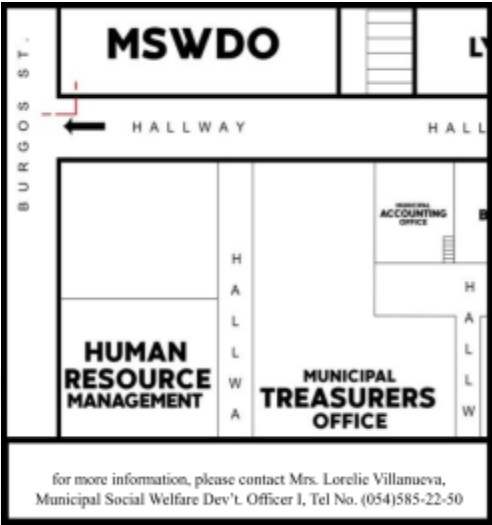 MSWDO
BURGOS ST.
HALLWAY
HALL
MUNICIPAL
ACCOUNTING
OFFICE
HALLWA
HALLW
HUMAN
RESOURCE
MANAGEMENT
MUNICIPAL
TREASURERS
OFFICE
for more information, please contact Mrs. Lorelie Villanueva,
Municipal Social Welfare Dev't. Officer I, Tel No. (054)585-22-50